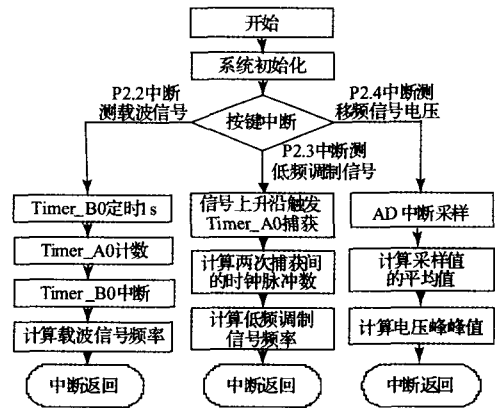 开始
系统初始化
P2.2中断
测载波信号
按键中断
P2.4中断测
移频信号电压
P2.3中断测
低频调制信号
Timer_B0定时1s
Timer_A0计数
Timer_B0中断
计算载波信号频率
中断返回
信号上升沿触发
Timer_A0捕获
计算两次捕获间
的时钟脉冲数
计算低频调制
信号频率
中断返回
AD中断采样
计算采样值
的平均值
计算电压峰峰值
中断返回